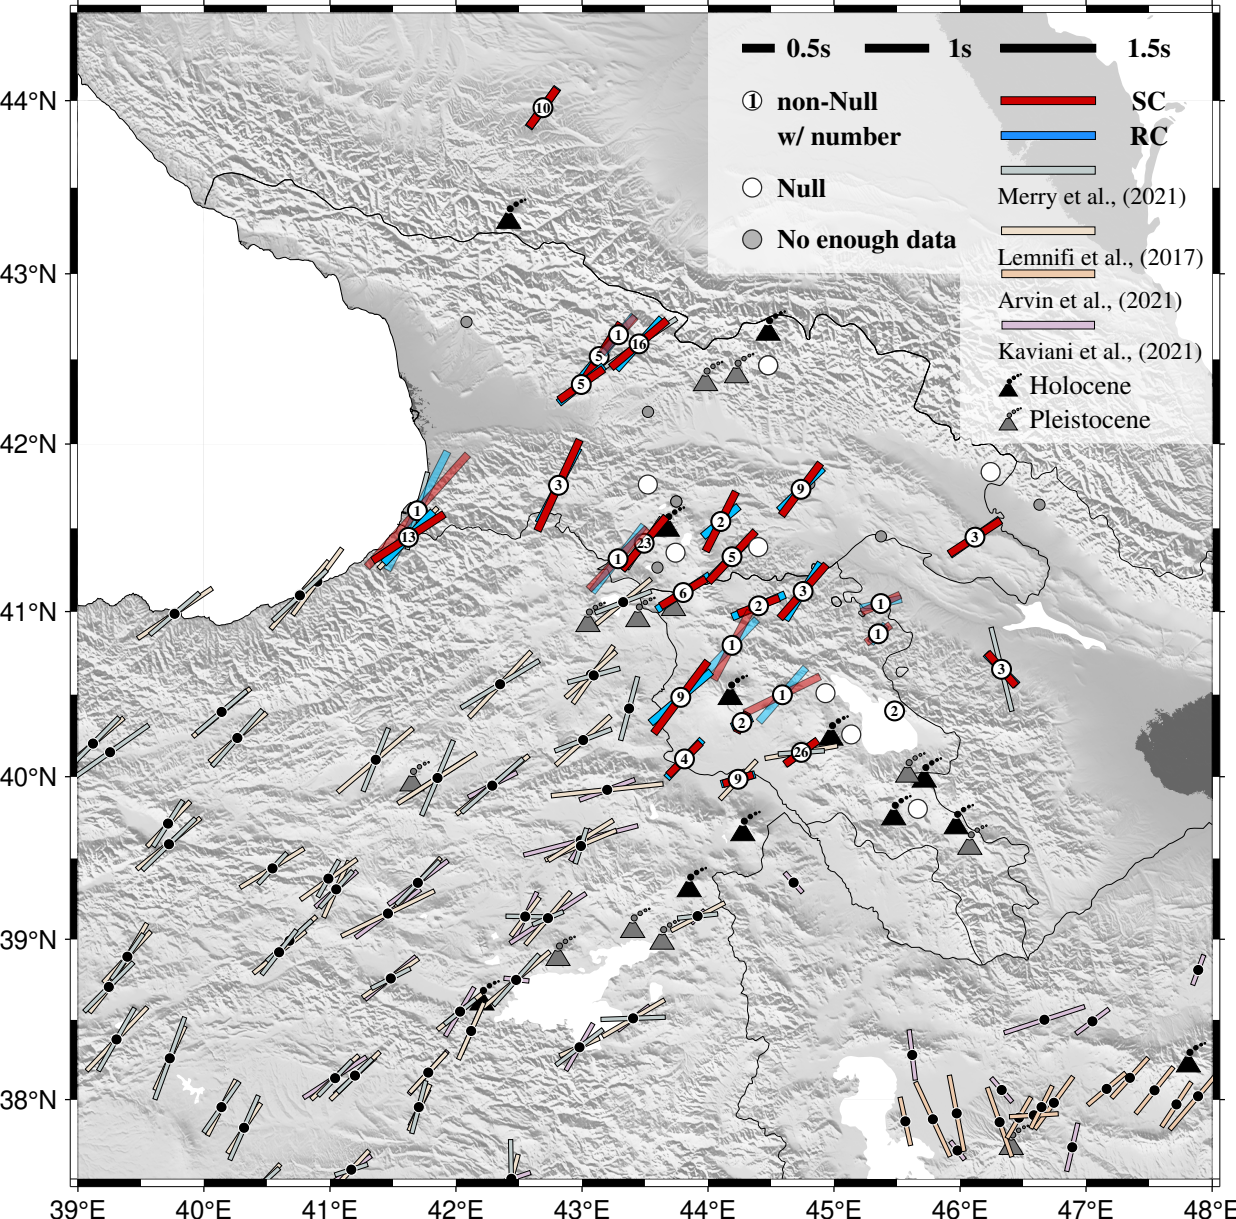 0.5s 1s 1.5s
44°N
1 non-Null SC
10
w/ number RC
Null
Merry et al., (2021)
No enough data
Lemnifi et al., (2017)
43°N
Arvin et al., (2021)
1
16
Kaviani et al., (2021)
5
5
Holocene
Pleistocene
42°N
3
9
1
2
13
3
23
5
1
6
3
2
1
41°N
1
1
3
1
9
2
2
26
4
9
40°N
39°N
38°N
39°E 40°E 41°E 42°E 43°E 44°E 45°E 46°E 47°E 48°E